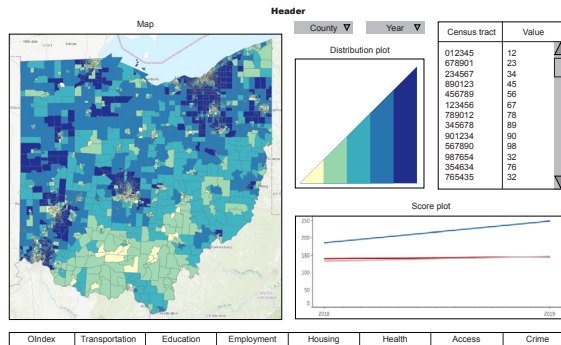 Header
Map
County ∇
Year ∇
Distribution plot
Census tract Value
012345 12
678901 23
234567 34
890123 45
456789 56
123456 67
789012 78
345678 89
901234 90
567890 98
987654 32
354634 76
765435 32
Score plot
250
200
150
100
50
0
2018 2019
OIndex Transportation Education Employment Housing Health Access Crime